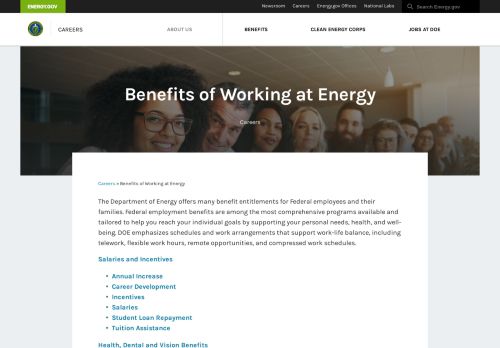 ENERGY.GOV
Newsroom Careers Energy.gov Offices National Labs Search Energy.gov
CAREERS ABOUT US BENEFITS CLEAN ENERGY CORPS JOBS AT DOE
Benefits of Working at Energy
Careers
Careers » Benefits of Working at Energy
The Department of Energy offers many benefit entitlements for Federal employees and their
families. Federal employment benefits are among the most comprehensive programs available and
tailored to help you reach your individual goals by supporting your personal needs, health, and well-
being. DOE emphasizes schedules and work arrangements that support work-life balance, including
telework, flexible work hours, remote opportunities, and compressed work schedules.
Salaries and Incentives
• Annual Increase
• Career Development
• Incentives
• Salaries
• Student Loan Repayment
• Tuition Assistance
Health, Dental and Vision Benefits